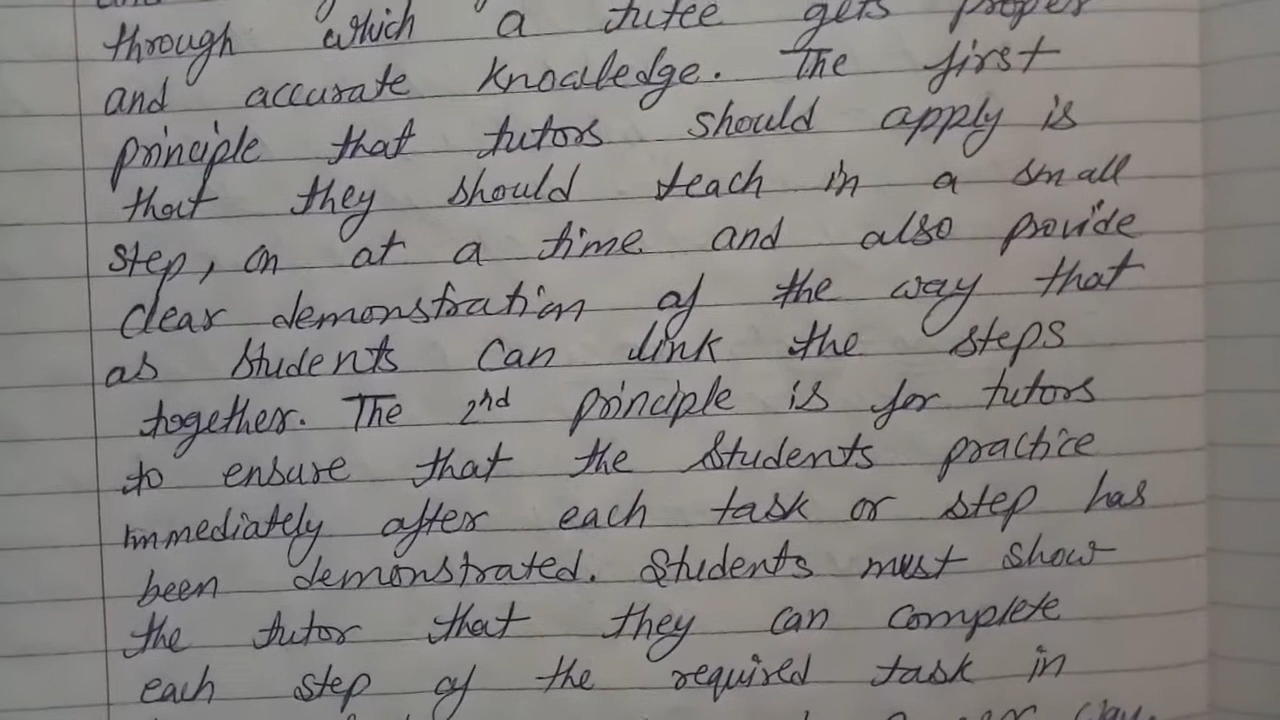 through which a tutee gets proper
and accurate knowledge. The first
principle that tutors should apply is
that they should teach in a small
step, on at a time and also provide
clear demonstration of the way that
as students can link the steps
together. The 2nd principle is for tutors
to ensure that the students practice
immediately after each task or step has
been demonstrated. Students must show
the tutor that they can complete
each step of the required task in